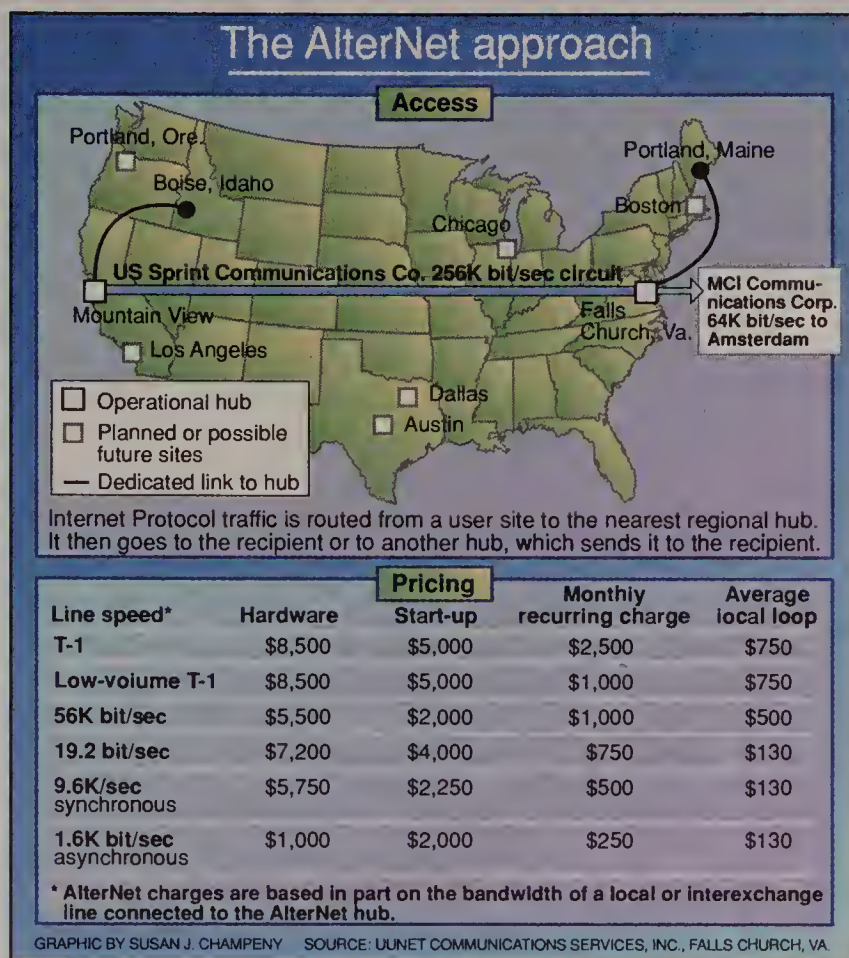 The AlterNet approach
Access
Portland, Ore.
Portland, Maine
Boise, Idaho
Boston
Chicago
US Sprint Communications Co. 256K bit/sec circuit
MCI Commu-
nications Corp.
64K bit/sec to
Amsterdam
Mountain View
Falls
Church, Va.
Los Angeles
Dallas
Austin
Operational hub
Planned or possible
future sites
Dedicated link to hub
Internet Protocol traffic is routed from a user site to the nearest regional hub.
It then goes to the recipient or to another hub, which sends it to the recipient.
Pricing
Line speed* Hardware Start-up Monthly recurring charge Average local loop
T-1 $8,500 $5,000 $2,500 $750
Low-volume T-1 $8,500 $5,000 $1,000 $750
56K bit/sec $5,500 $2,000 $1,000 $500
19.2 bit/sec $7,200 $4,000 $750 $130
9.6K/sec $5,750 $2,250 $500 $130
synchronous
1.6K bit/sec $1,000 $2,000 $250 $130
asynchronous
* AlterNet charges are based in part on the bandwidth of a local or interexchange
line connected to the AlterNet hub.
GRAPHIC BY SUSAN J. CHAMPENY SOURCE: UUNET COMMUNICATIONS SERVICES, INC., FALLS CHURCH, VA.